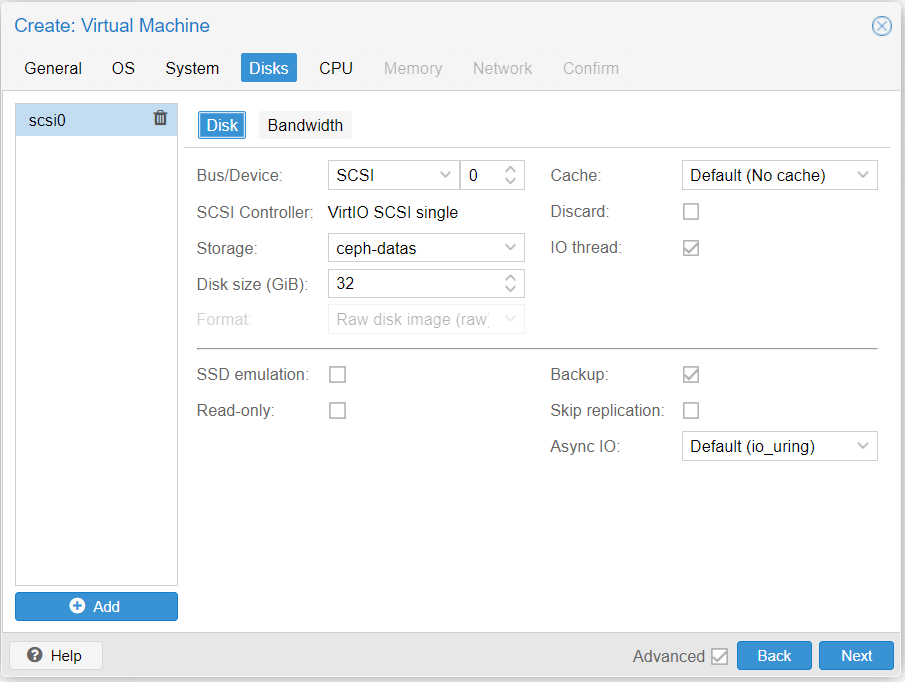 Create: Virtual Machine
General OS System Disks CPU Memory Network Confirm
scsi0
Disk Bandwidth
Bus/Device: SCSI 0 Cache: Default (No cache)
SCSI Controller: VirtIO SCSI single Discard:
Storage: ceph-datas IO thread:
Disk size (GiB): 32
Format: Raw disk image (raw)
SSD emulation: Backup:
Read-only: Skip replication:
Async IO: Default (io_uring)
Add
Help Advanced Back Next